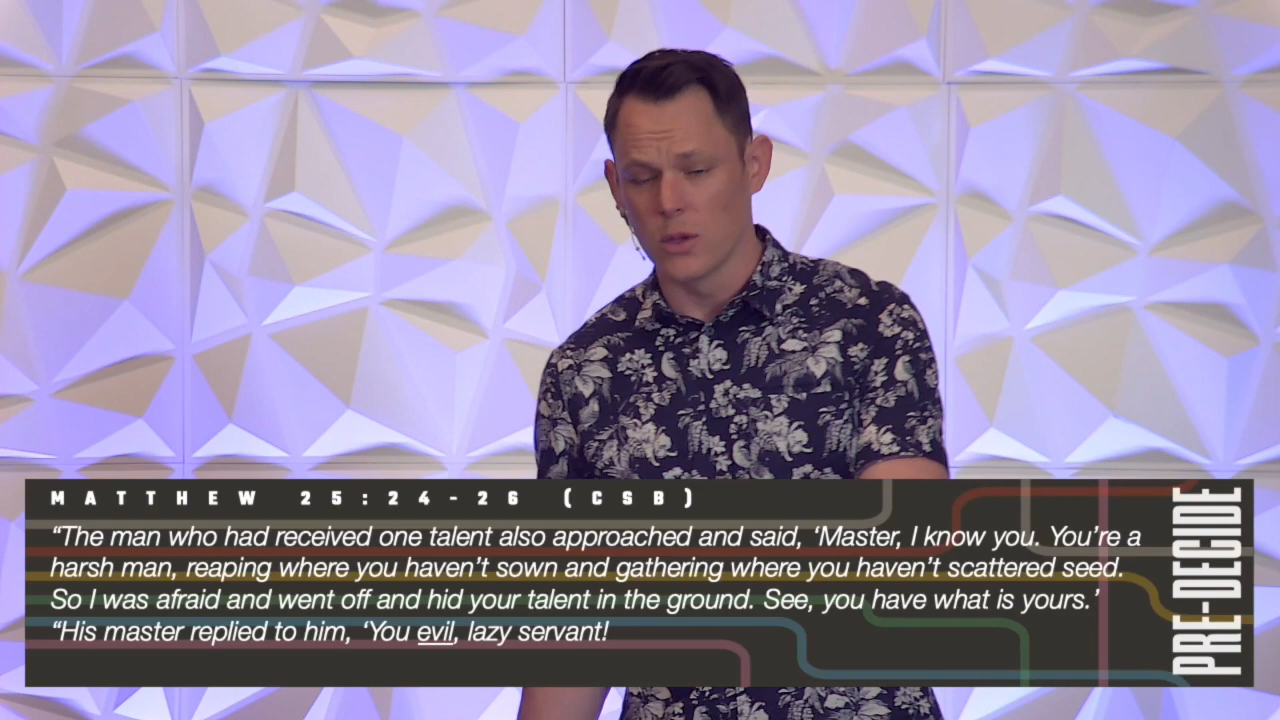 MATTHEW 25:24-26 (CSB)
“The man who had received one talent also approached and said, ‘Master, I know you. You’re a
harsh man, reaping where you haven’t sown and gathering where you haven’t scattered seed.
So I was afraid and went off and hid your talent in the ground. See, you have what is yours.’
“His master replied to him, ‘You evil, lazy servant!
PRE-DECIDE